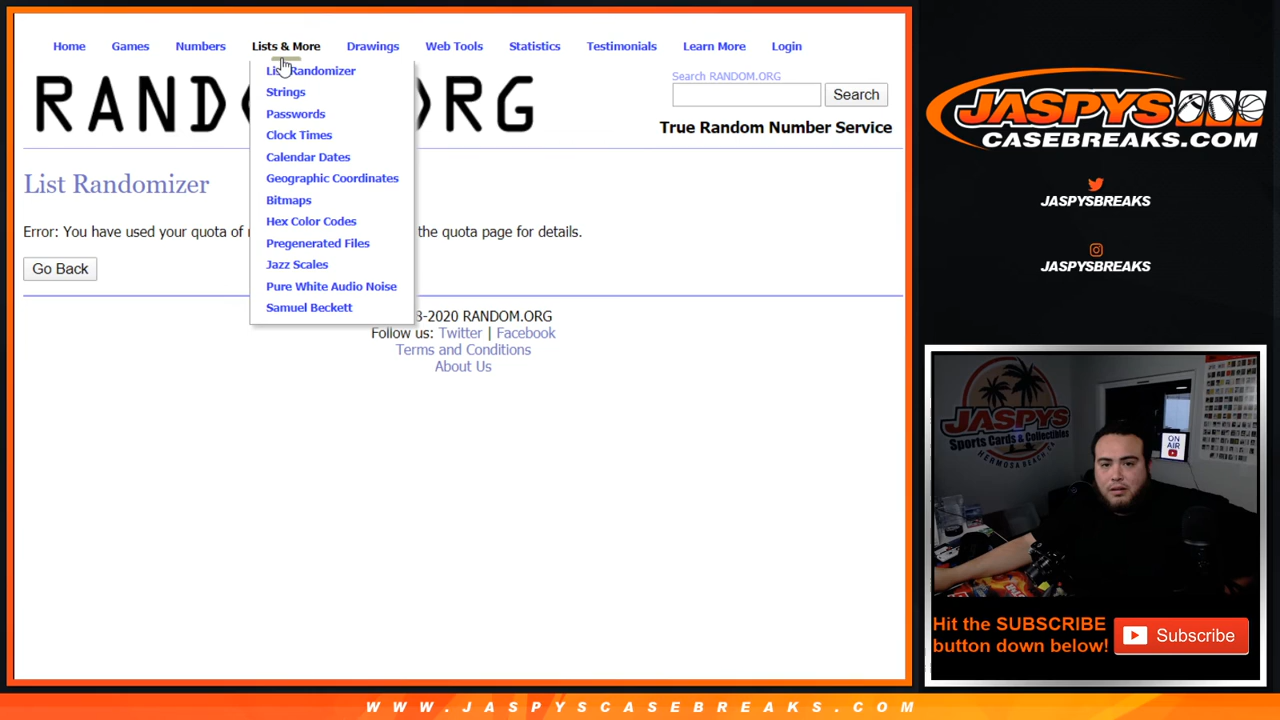 Home Games Numbers Lists & More Drawings Web Tools Statistics Testimonials Learn More Login
List Randomizer
Strings
Passwords
Clock Times
Calendar Dates
Geographic Coordinates
Bitmaps
Hex Color Codes
Pregenerated Files
Jazz Scales
Pure White Audio Noise
Samuel Beckett
RAND ORG
Search RANDOM.ORG
Search
True Random Number Service
List Randomizer
Error: You have used your quota of the quota page for details.
Go Back
8-2020 RANDOM.ORG
Follow us: Twitter | Facebook
Terms and Conditions
About Us
JASPYS
CASEBREAKS.COM
JASPYSBREAKS
JASPYSBREAKS
JASPYS
Sports Cards & Collectibles
HERMOSA BEACH, CA
ON
AIR
Hit the SUBSCRIBE
button down below!
Subscribe
WWW.JASPYSCASEBREAKS.COM